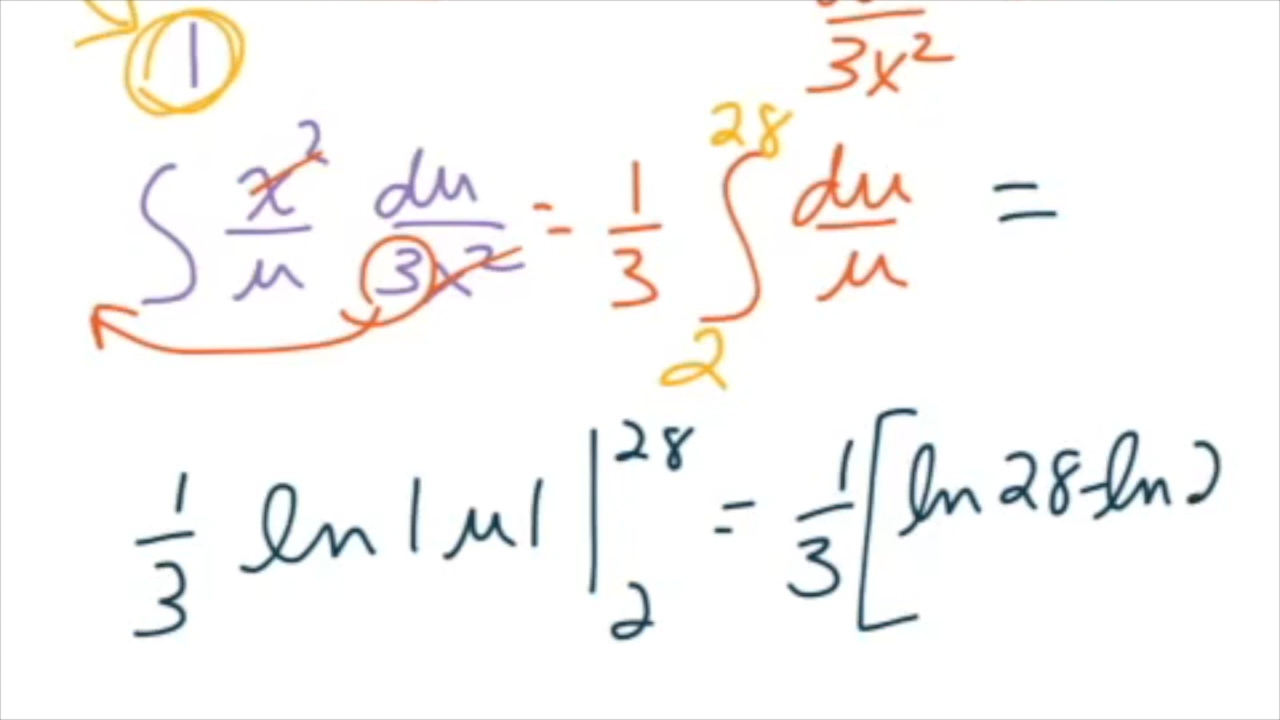 1
3x²
∫ x²/u du/3x² = 1/3 ∫₂²⁸ du/u =
1/3 ln|u| |₂²⁸ = 1/3 [ln 28 - ln 2